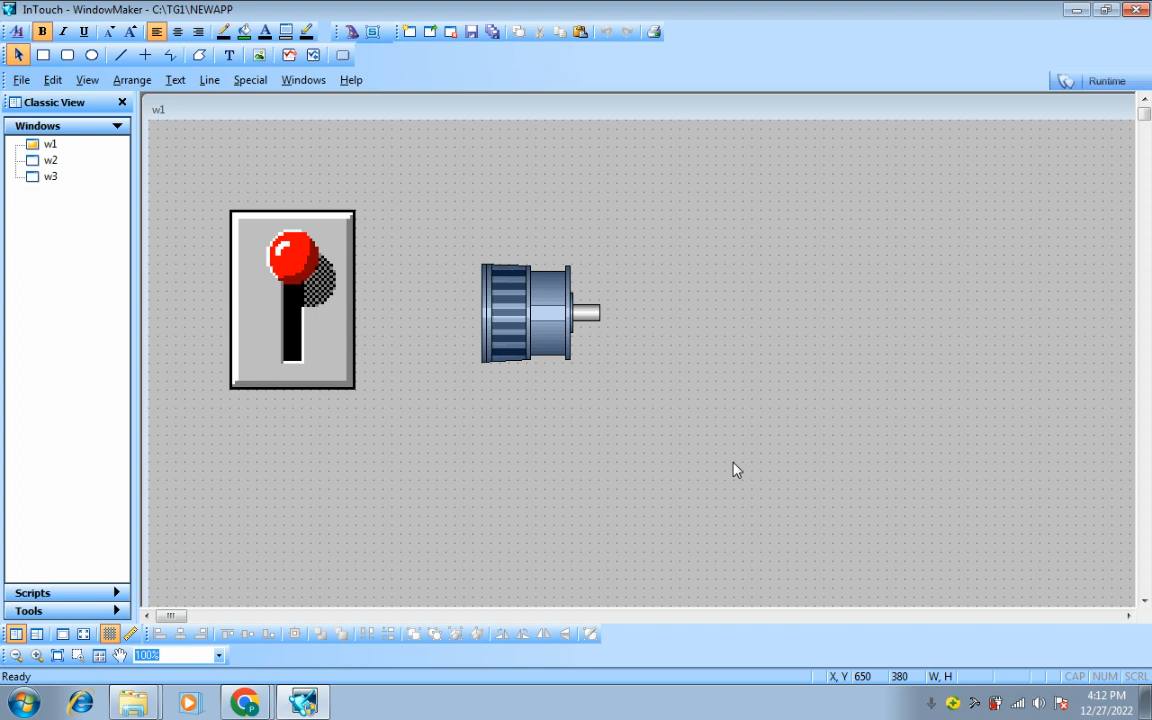 InTouch - WindowMaker - C:\TG1\NEWAPP
B I U A A A
T
File Edit View Arrange Text Line Special Windows Help
Runtime
Classic View
w1
Windows
w1
w2
w3
Scripts
Tools
100%
Ready
X, Y 650 380 W, H
CAP NUM SCRL
4:12 PM
12/27/2022